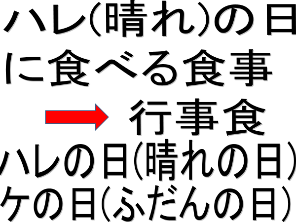 ハレ(晴れ)の日
に食べる食事
行事食
ハレの日(晴れの日)
ケの日(ふだんの日)